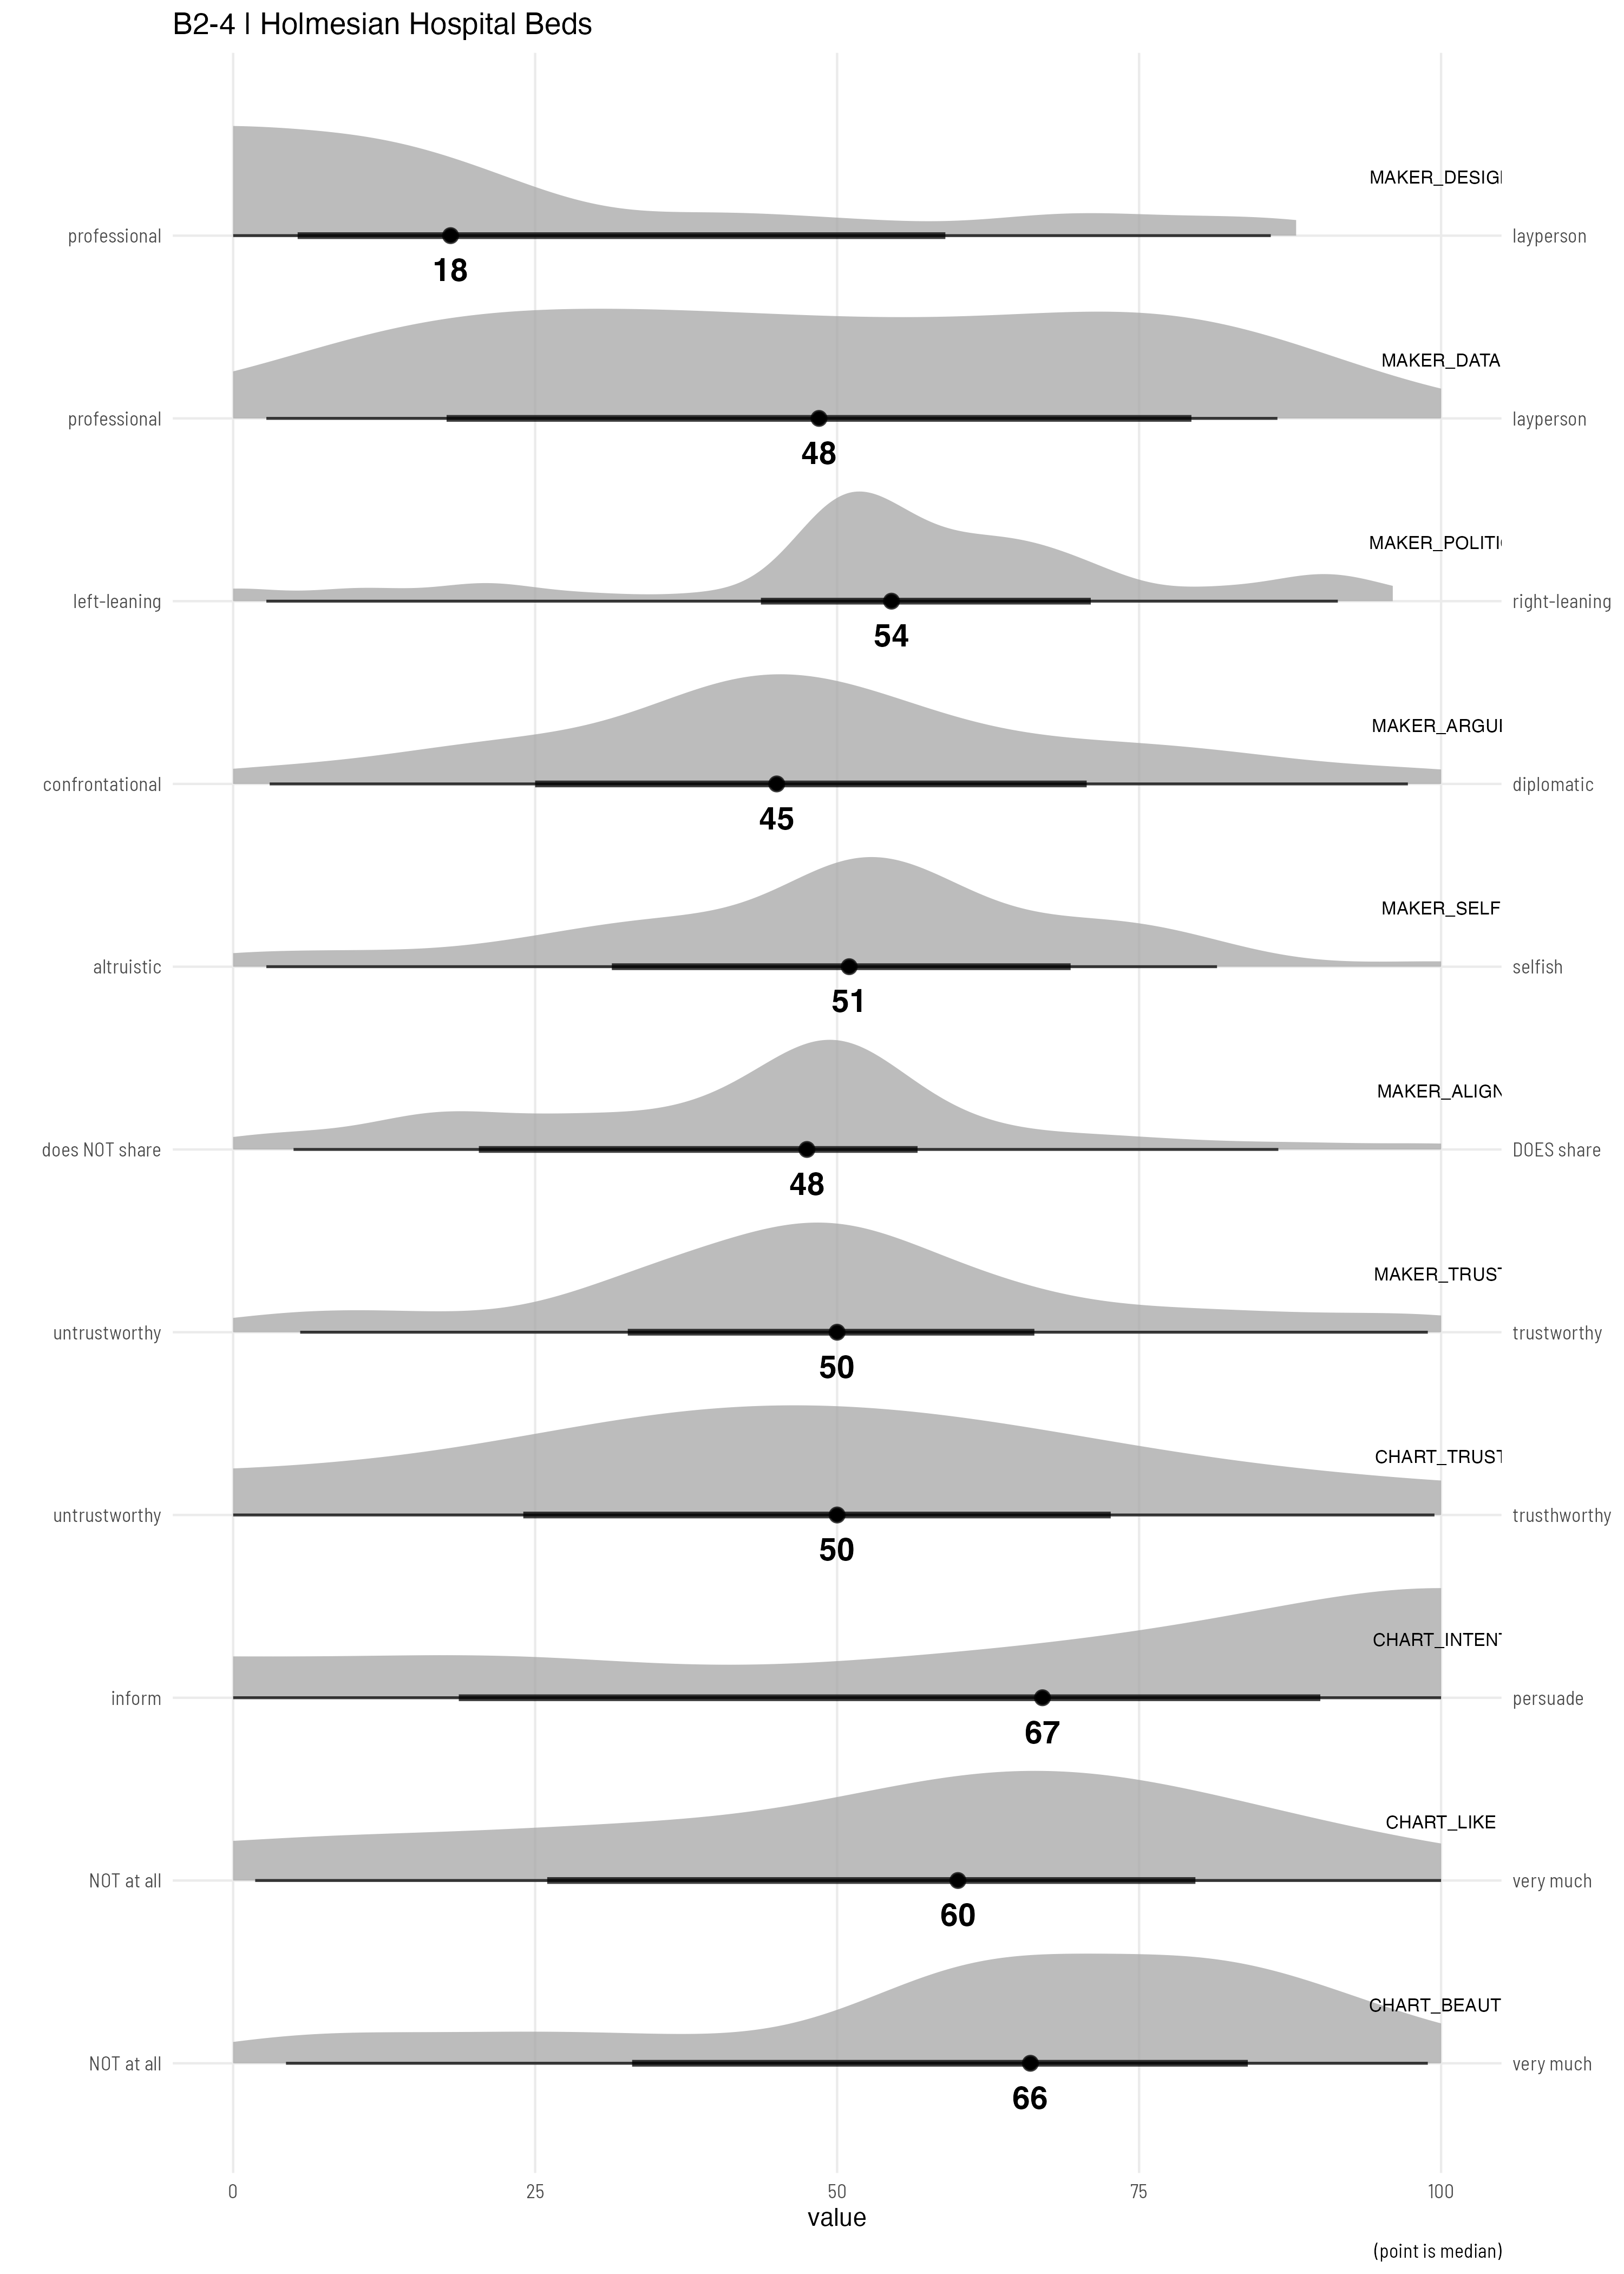 B2-4 | Holmesian Hospital Beds
MAKER_DESIG
professional
layperson
18
MAKER_DATA
professional
layperson
48
MAKER_POLITI
left-leaning
right-leaning
54
MAKER_ARGU
confrontational
diplomatic
45
MAKER_SELF
altruistic
selfish
51
MAKER_ALIGN
does NOT share
DOES share
48
MAKER_TRUST
untrustworthy
trustworthy
50
CHART_TRUST
untrustworthy
trusthworthy
50
CHART_INTENT
inform
persuade
67
CHART_LIKE
NOT at all
very much
60
CHART_BEAUT
NOT at all
very much
66
0 25 50 75 100
value
(point is median)